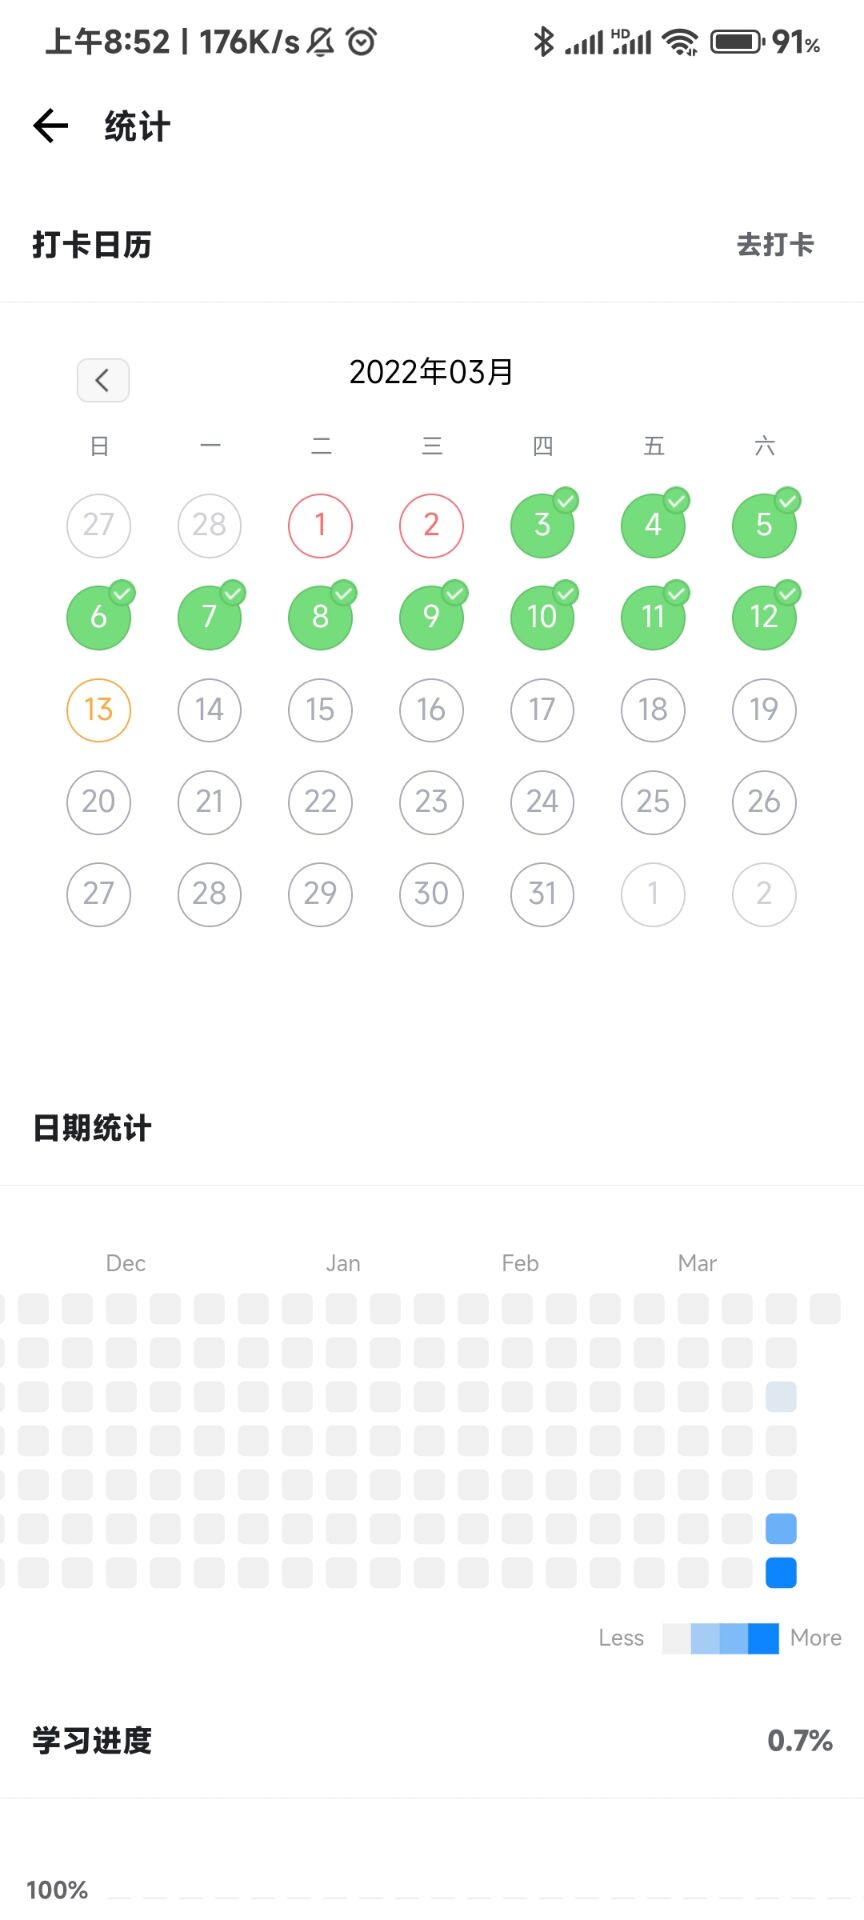 上午8:52 | 176K/s HD 91%
统计
打卡日历 去打卡
2022年03月
日 一 二 三 四 五 六
27 28 1 2 3 4 5
6 7 8 9 10 11 12
13 14 15 16 17 18 19
20 21 22 23 24 25 26
27 28 29 30 31 1 2
日期统计
Dec Jan Feb Mar
Less More
学习进度 0.7%
100%